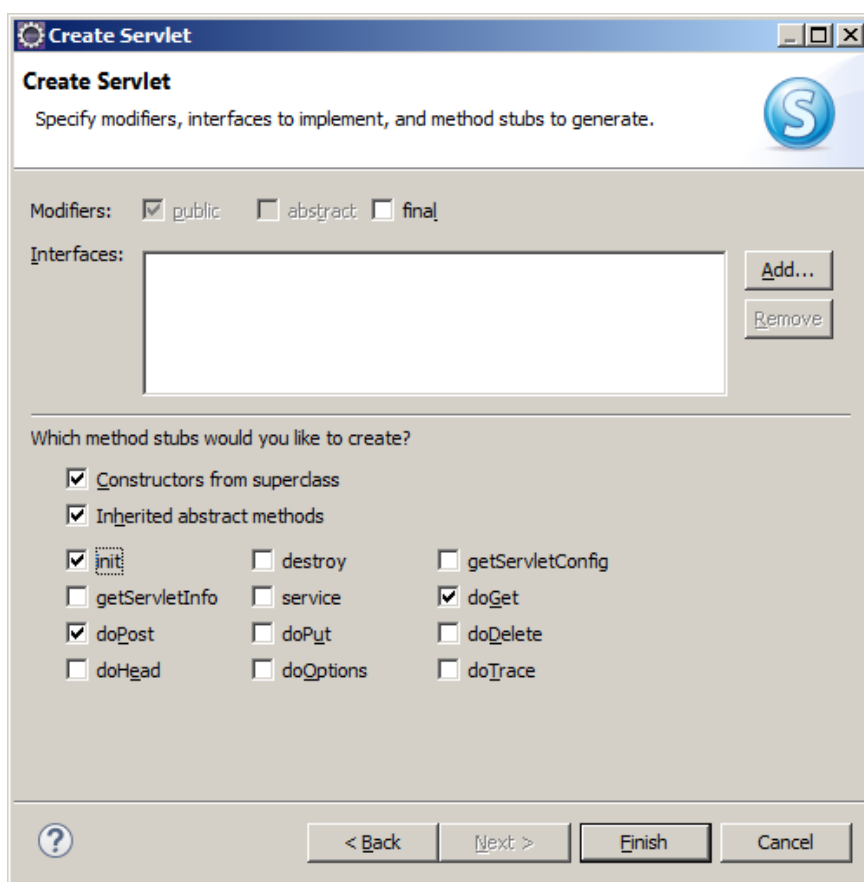 Create Servlet
Create Servlet
Specify modifiers, interfaces to implement, and method stubs to generate.
S
Modifiers: public abstract final
Interfaces:
Add...
Remove
Which method stubs would you like to create?
Constructors from superclass
Inherited abstract methods
init destroy getServletConfig
getServletInfo service doGet
doPost doPut doDelete
doHead doOptions doTrace
? < Back Next > Finish Cancel